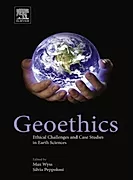 Geoethics
Ethical Challenges and Case Studies
in Earth Sciences
Edited by
Max Wyss
Silvia Peppoloni